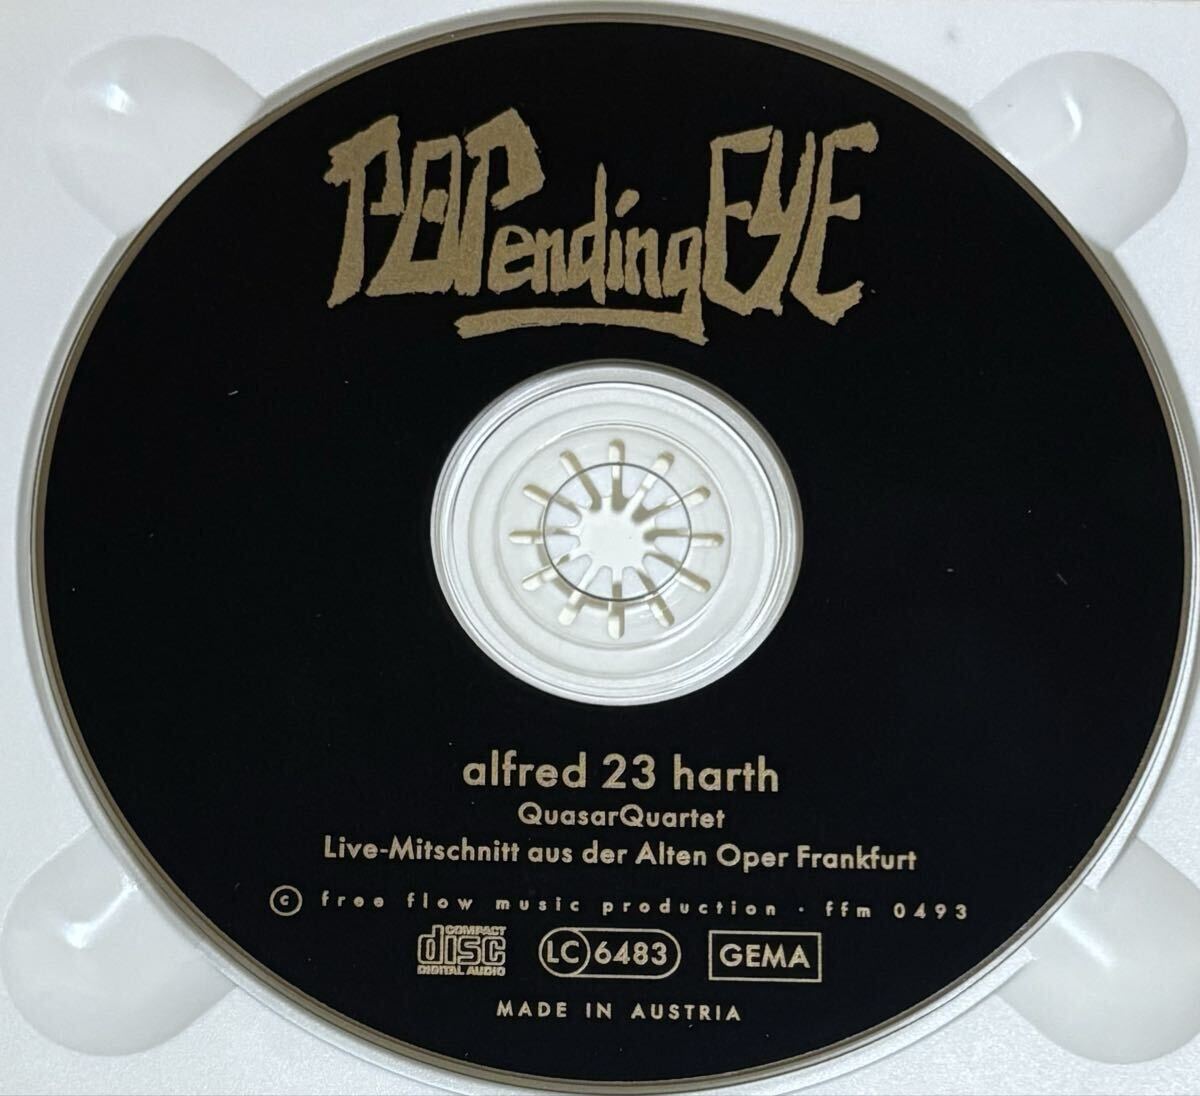 POPendingEYE
alfred 23 harth
QuasarQuartet
Live-Mitschnitt aus der Alten Oper Frankfurt
© free flow music production · ffm 0493
COMPACT
disc
DIGITAL AUDIO
LC 6483
GEMA
MADE IN AUSTRIA